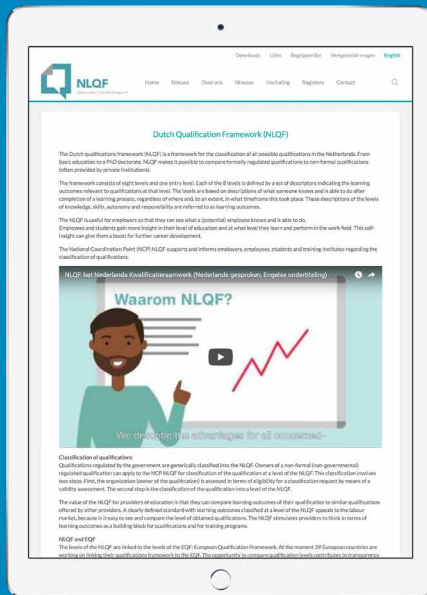 Downloads Links Begrippenlijst Veelgestelde vragen English
NLQF
Home Nieuws Over ons Niveaus Inschaling Registers Contact
Dutch Qualification Framework (NLQF)
The Dutch qualifications framework (NLQF) is a framework for the classification of all possible qualifications in the Netherlands. From
basic education to a PhD doctorate. NLQF makes it possible to compare formally regulated qualifications to non-formal qualifications
(often provided by private institutions).
The framework consists of eight levels and one entry level. Each of the 8 levels is defined by a set of descriptors indicating the learning
outcomes relevant to qualifications at that level. The levels are based on descriptions of what someone knows and is able to do after
completion of a learning process, regardless of where and, to an extent, in what timeframe this took place. These descriptions of the levels
of knowledge, skills, autonomy and responsibility are referred to as learning outcomes.
The NLQF is useful for employers so that they can see what a (potential) employee knows and is able to do.
Employees and students gain more insight in their level of education and at what level they learn and perform in the work field. This self-
insight can give them a boost for further career development.
The National Coordination Point (NCP) NLQF supports and informs employers, employees, students and training institutes regarding the
classification of qualifications.
NLQF: het Nederlands Kwalificatieraamwerk (Nederlands gesproken, Engelse ondertiteling)
Waarom NLQF?
We describe the advantages for all concerned-
Classification of qualifications
Qualifications regulated by the government are generically classified into the NLQF. Owners of a non-formal (non-governmental)
regulated qualification can apply to the NCP NLQF for classification of the qualification at a level of the NLQF. This classification involves
two steps. First, the organization (owner of the qualification) is assessed in terms of eligibility for a classification request by means of a
validity assessment. The second step is the classification of the qualification into a level of the NLQF.
The value of the NLQF for providers of education is that they can compare learning outcomes of their qualification to similar qualifications
offered by other providers. A clearly defined standard with learning outcomes classified at a level of the NLQF appeals to the labour
market, because it is easy to see and compare the level of obtained qualifications. The NLQF stimulates providers to think in terms of
learning outcomes as a building block for qualifications and for training programs.
NLQF and EQF
The levels of the NLQF are linked to the levels of the EQF: European Qualification Framework. At the moment 39 European countries are
working on linking their qualifications framework to the EQF. The opportunity to compare qualification levels contributes to transparency